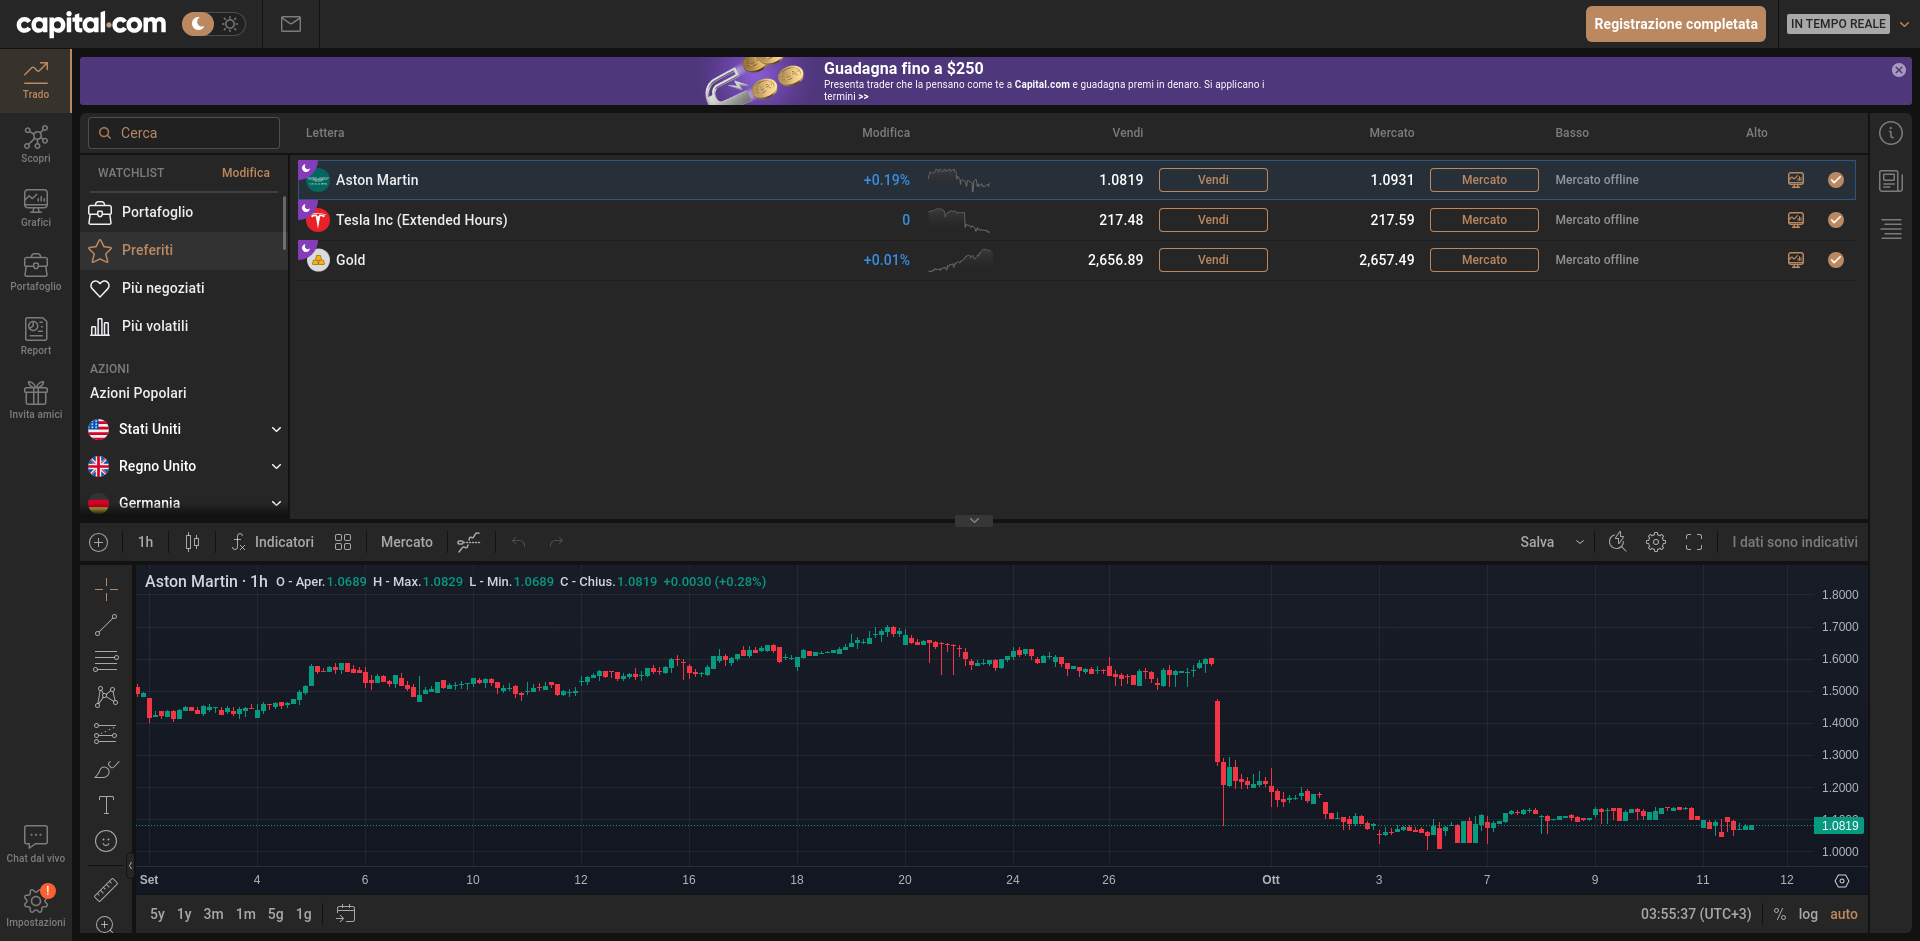 capital.com
Registrazione completata
IN TEMPO REALE
Guadagna fino a $250
Presenta trader che la pensano come te a Capital.com e guadagna premi in denaro. Si applicano i
termini >>
Trado
Scopri
Grafici
Portafoglio
Report
Invita amici
Chat dal vivo
!
Impostazioni
Cerca
WATCHLIST Modifica
Portafoglio
Preferiti
Più negoziati
Più volatili
AZIONI
Azioni Popolari
Stati Uniti
Regno Unito
Germania
Lettera Modifica Vendi Mercato Basso Alto
Aston Martin +0.19% 1.0819 Vendi 1.0931 Mercato Mercato offline
Tesla Inc (Extended Hours) 0 217.48 Vendi 217.59 Mercato Mercato offline
Gold +0.01% 2,656.89 Vendi 2,657.49 Mercato Mercato offline
1h Indicatori Mercato Salva I dati sono indicativi
Aston Martin · 1h O - Aper.1.0689 H - Max.1.0829 L - Min.1.0689 C - Chius.1.0819 +0.0030 (+0.28%)
1.8000
1.7000
1.6000
1.5000
1.4000
1.3000
1.2000
1.0819
1.0000
Set 4 6 10 12 16 18 20 24 26 Ott 3 7 9 11 12
5y 1y 3m 1m 5g 1g 03:55:37 (UTC+3) % log auto